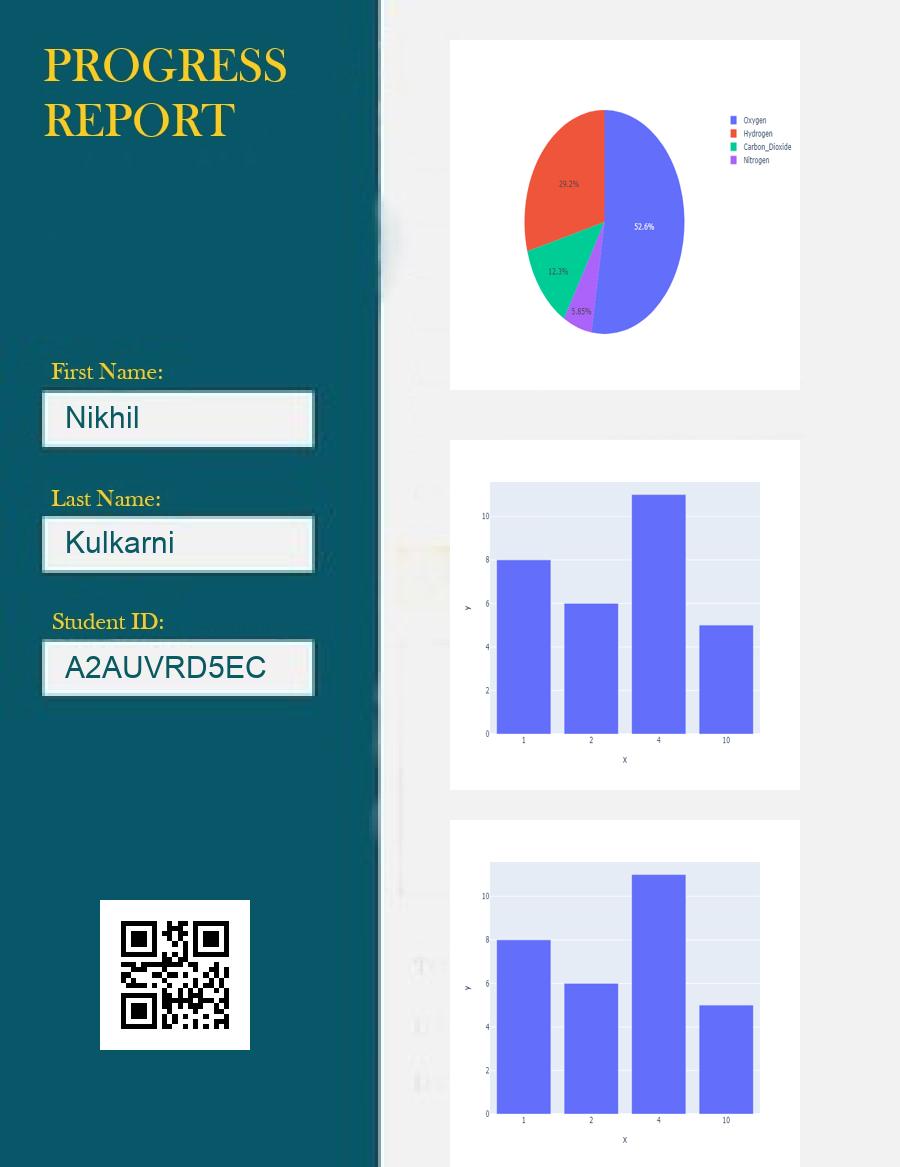 PROGRESS
REPORT
First Name:
Nikhil
Last Name:
Kulkarni
Student ID:
A2AUVRD5EC
Oxygen
Hydrogen
Carbon_Dioxide
Nitrogen
29.2%
52.6%
12.3%
5.85%
10
8
6
4
2
0
y
1 2 4 10
x
10
8
6
4
2
0
y
1 2 4 10
x